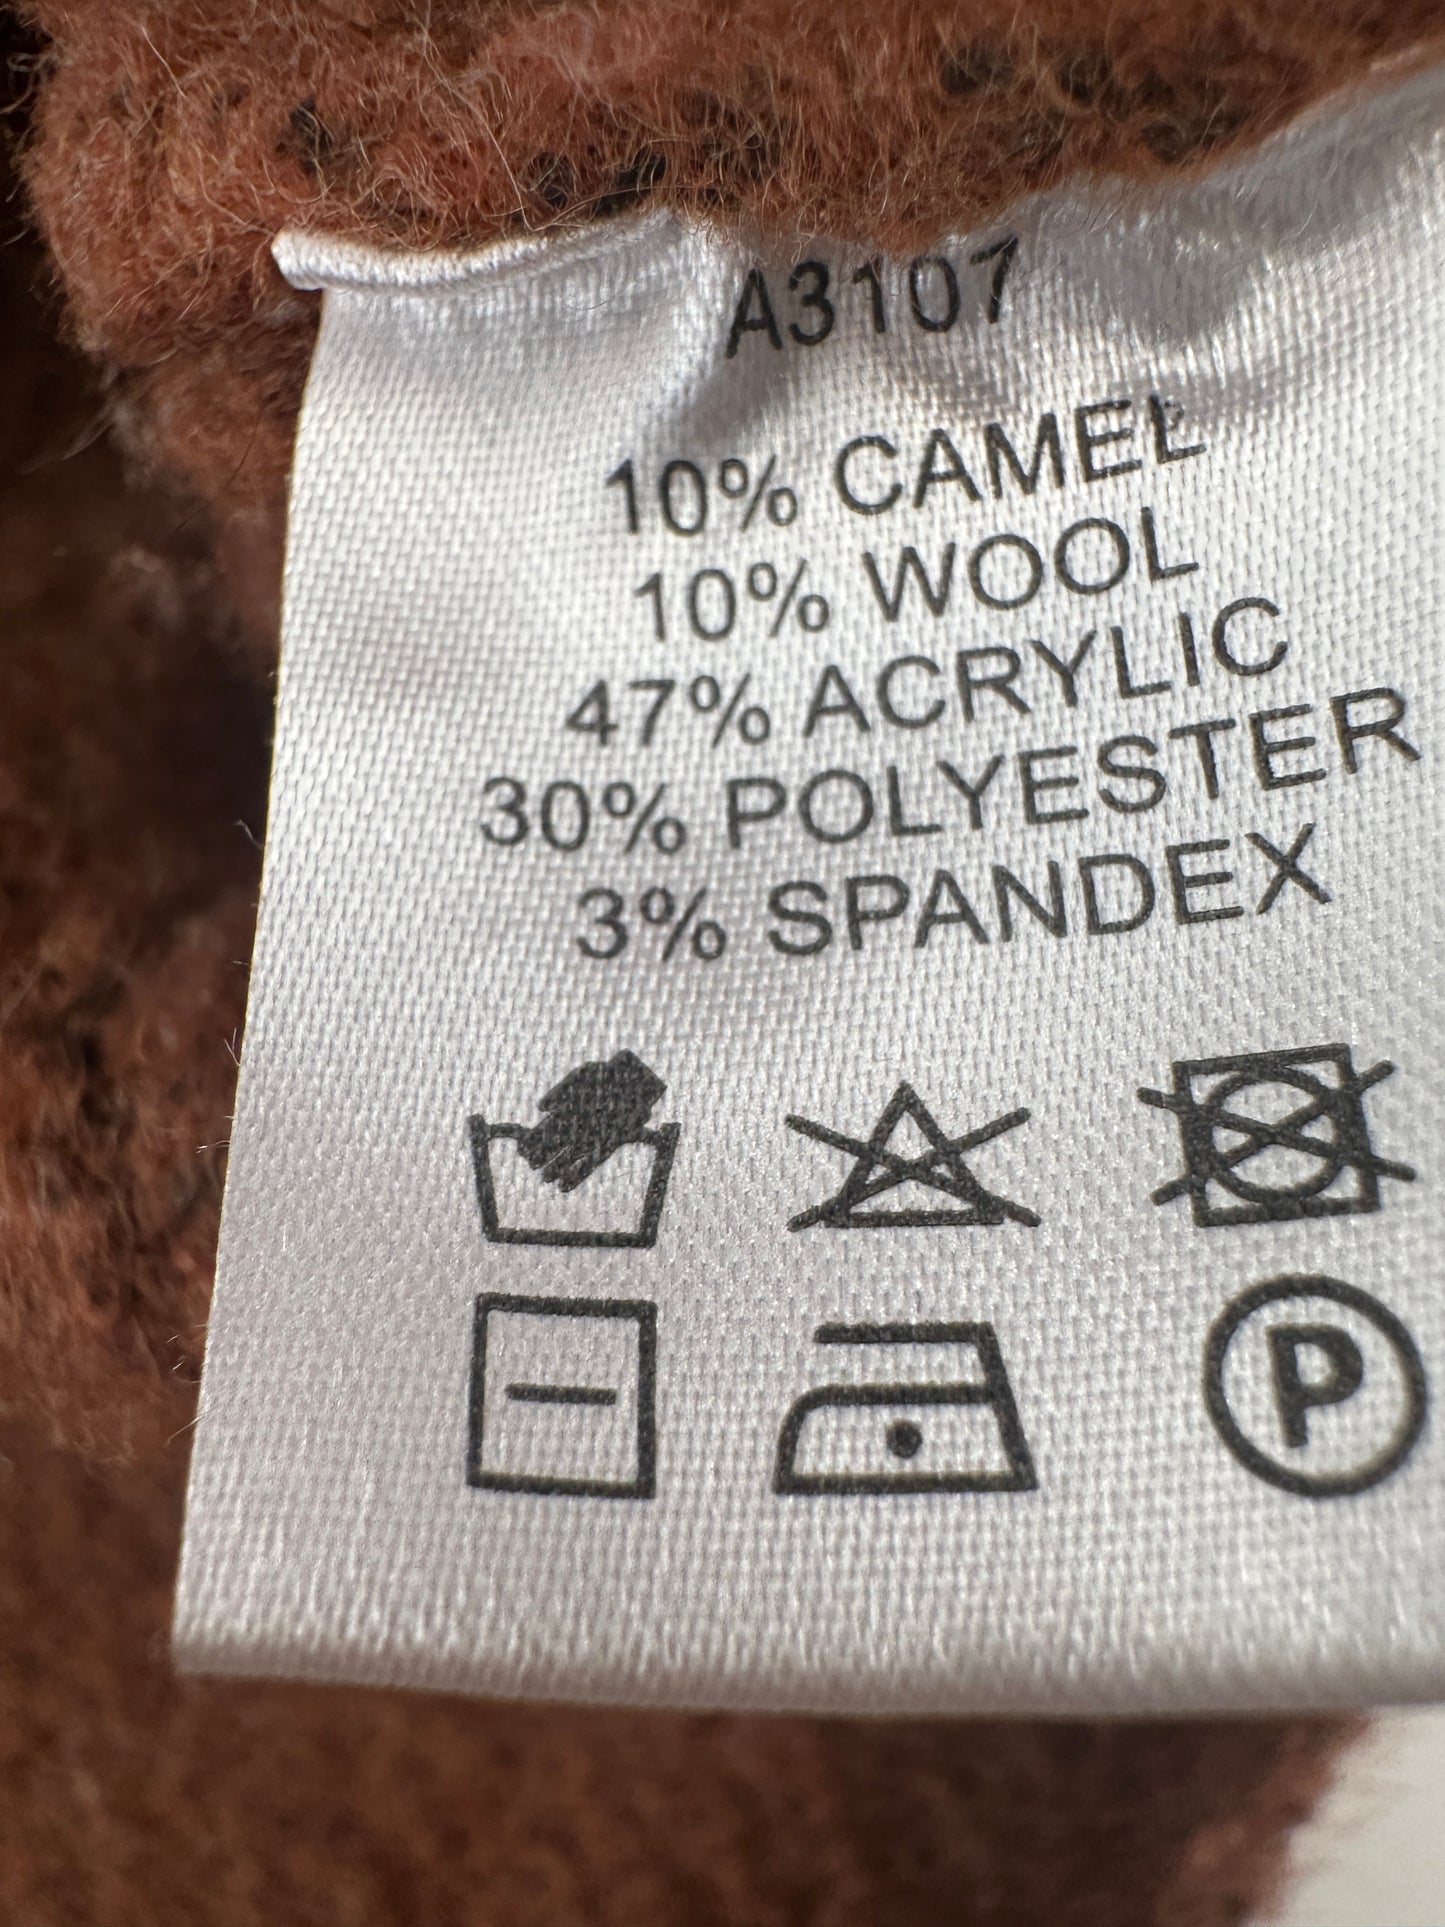 A3107
10% CAMEL
10% WOOL
47% ACRYLIC
30% POLYESTER
3% SPANDEX
P